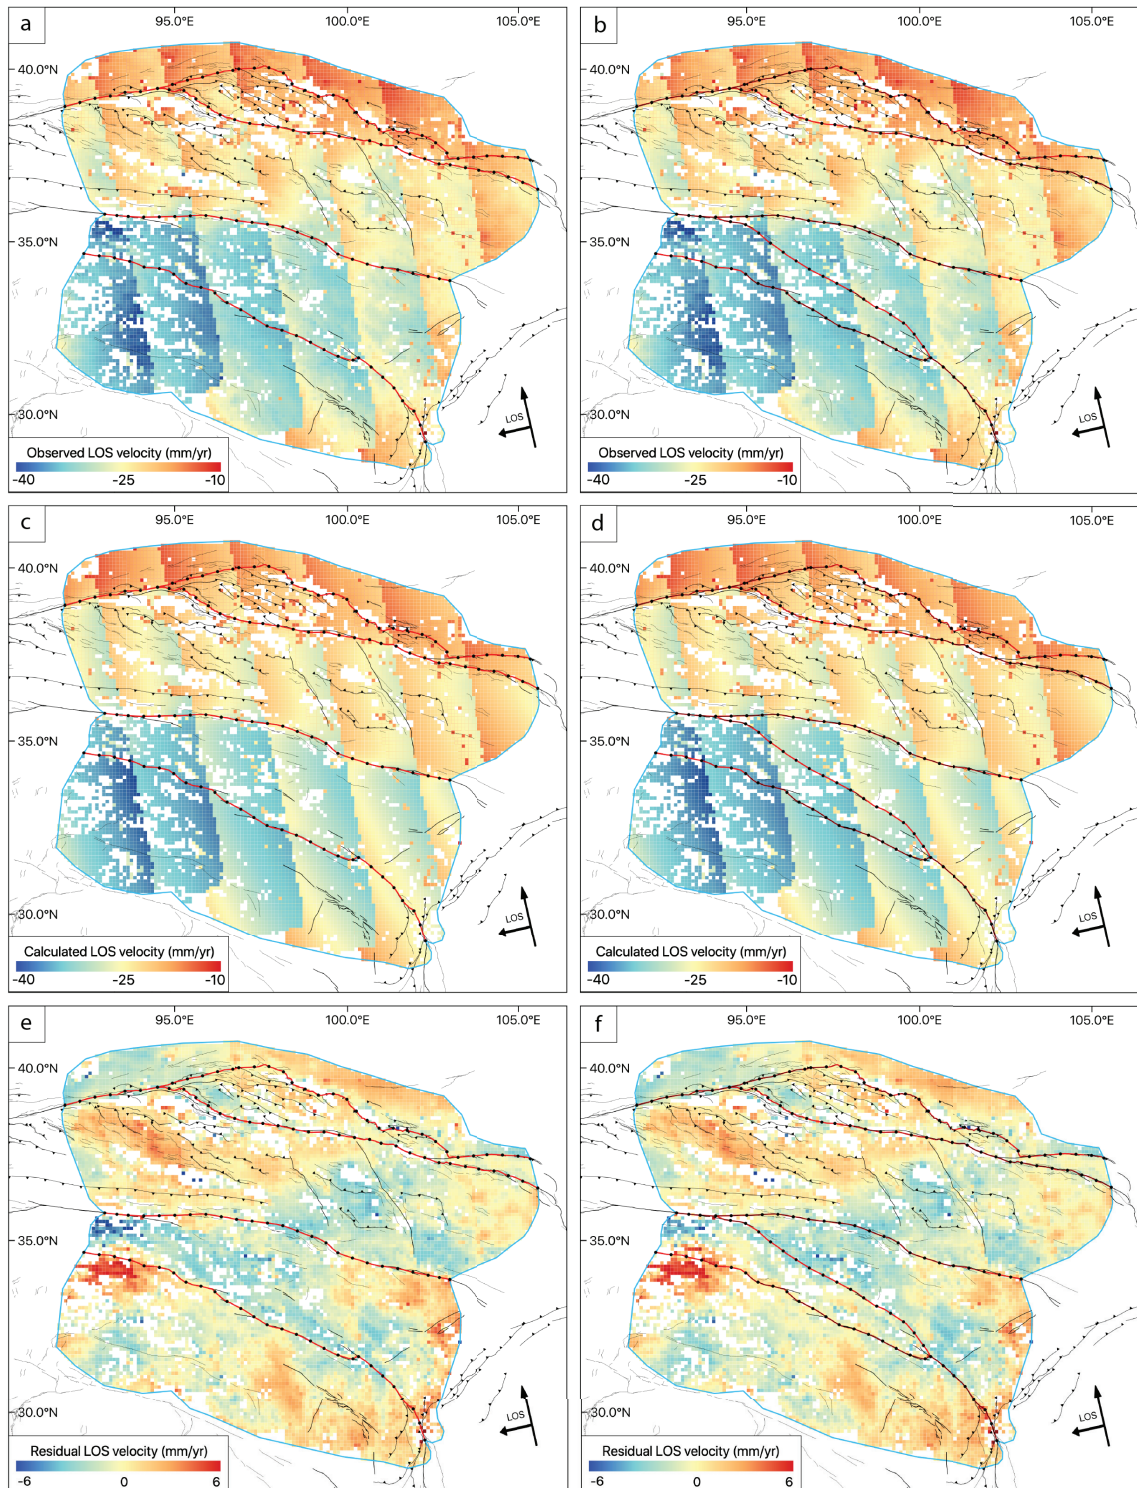 a
95.0°E 100.0°E 105.0°E
40.0°N
35.0°N
30.0°N
LOS
Observed LOS velocity (mm/yr)
-40 -25 -10
b
95.0°E 100.0°E 105.0°E
40.0°N
35.0°N
30.0°N
LOS
Observed LOS velocity (mm/yr)
-40 -25 -10
c
95.0°E 100.0°E 105.0°E
40.0°N
35.0°N
30.0°N
LOS
Calculated LOS velocity (mm/yr)
-40 -25 -10
d
95.0°E 100.0°E 105.0°E
40.0°N
35.0°N
30.0°N
LOS
Calculated LOS velocity (mm/yr)
-40 -25 -10
e
95.0°E 100.0°E 105.0°E
40.0°N
35.0°N
30.0°N
LOS
Residual LOS velocity (mm/yr)
-6 0 6
f
95.0°E 100.0°E 105.0°E
40.0°N
35.0°N
30.0°N
LOS
Residual LOS velocity (mm/yr)
-6 0 6